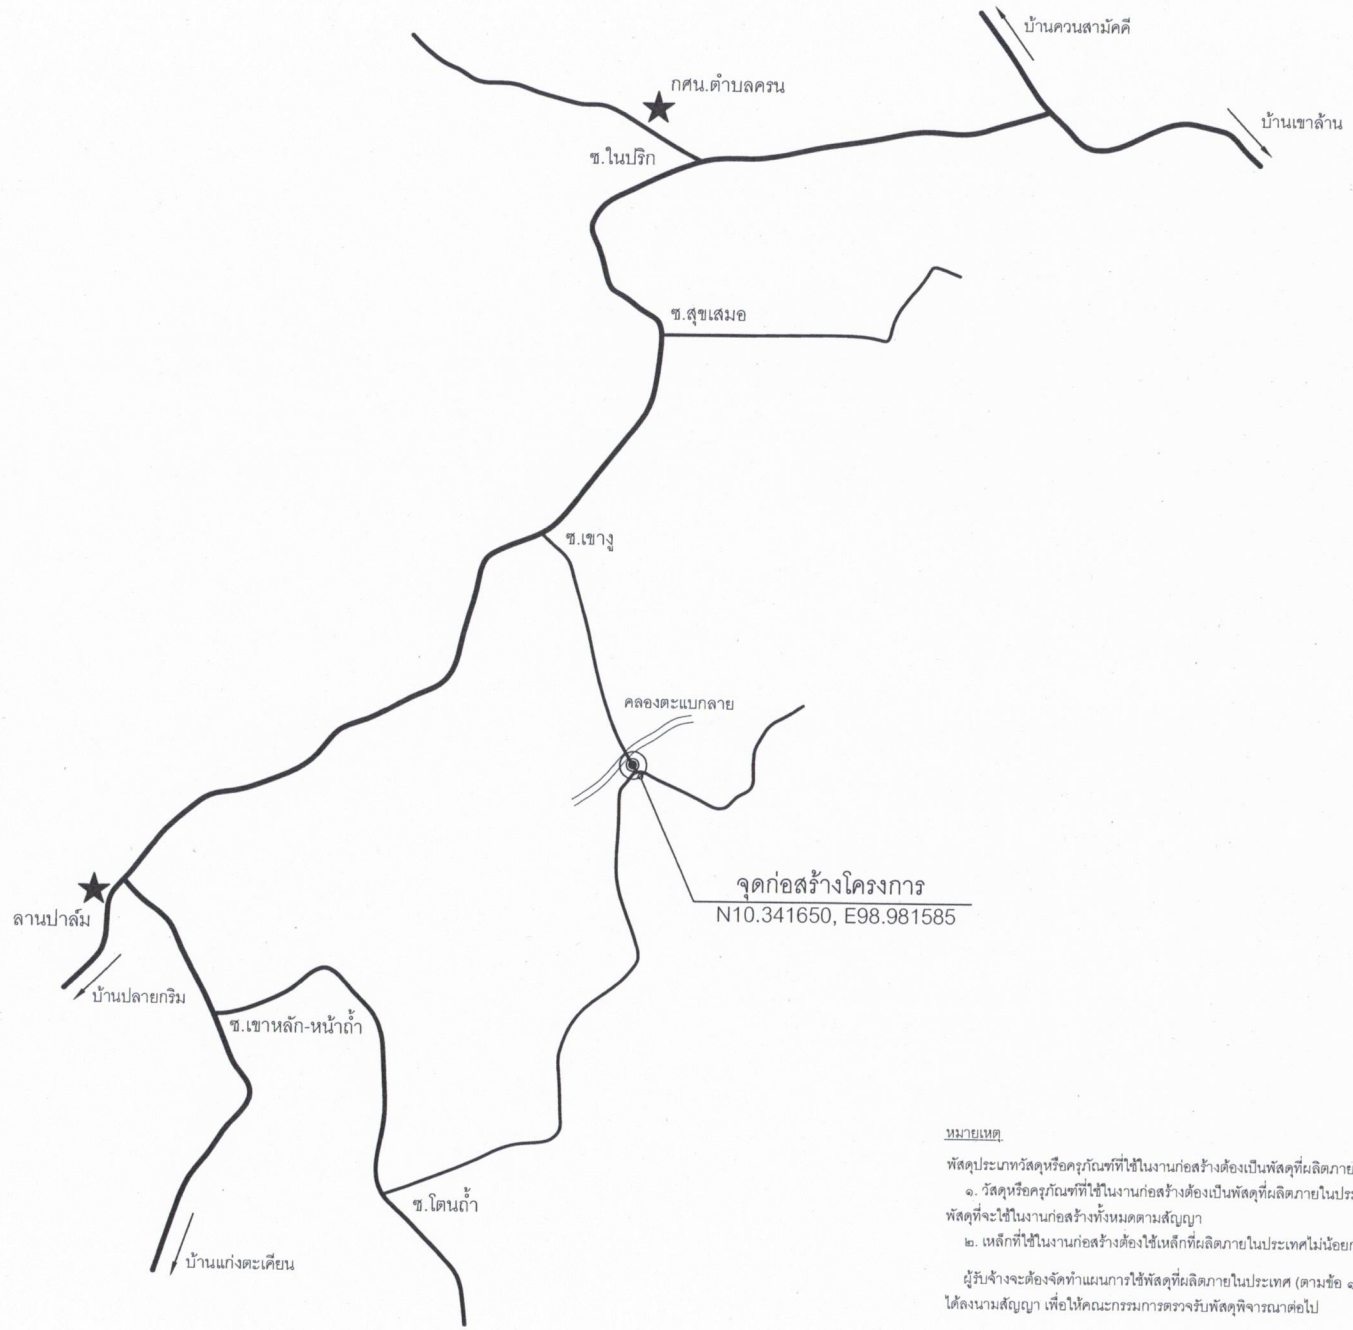 บ้านควนสามัคคี
กศน.ตำบลครน
บ้านเขาล้าน
ซ.ในปริก
ซ.สุขเสมอ
ซ.เขางู
คลองตะแบกลาย
จุดก่อสร้างโครงการ
N10.341650, E98.981585
ลานปาล์ม
บ้านปลายกริม
ซ.เขาหลัก-หน้าถ้ำ
ซ.โตนถ้ำ
บ้านแก่งตะเคียน
หมายเหตุ
พัสดุประเภทวัสดุหรือครุภัณฑ์ที่ใช้ในงานก่อสร้างต้องเป็นพัสดุที่ผลิตภาย
๑. วัสดุหรือครุภัณฑ์ที่ใช้ในงานก่อสร้างต้องเป็นพัสดุที่ผลิตภายในประ
พัสดุที่จะใช้ในงานก่อสร้างทั้งหมดตามสัญญา
๒. เหล็กที่ใช้ในงานก่อสร้างต้องใช้เหล็กที่ผลิตภายในประเทศไม่น้อยก
ผู้รับจ้างจะต้องจัดทำแผนการใช้พัสดุที่ผลิตภายในประเทศ (ตามข้อ ๑
ได้ลงนามสัญญา เพื่อให้คณะกรรมการตรวจรับพัสดุพิจารณาต่อไป